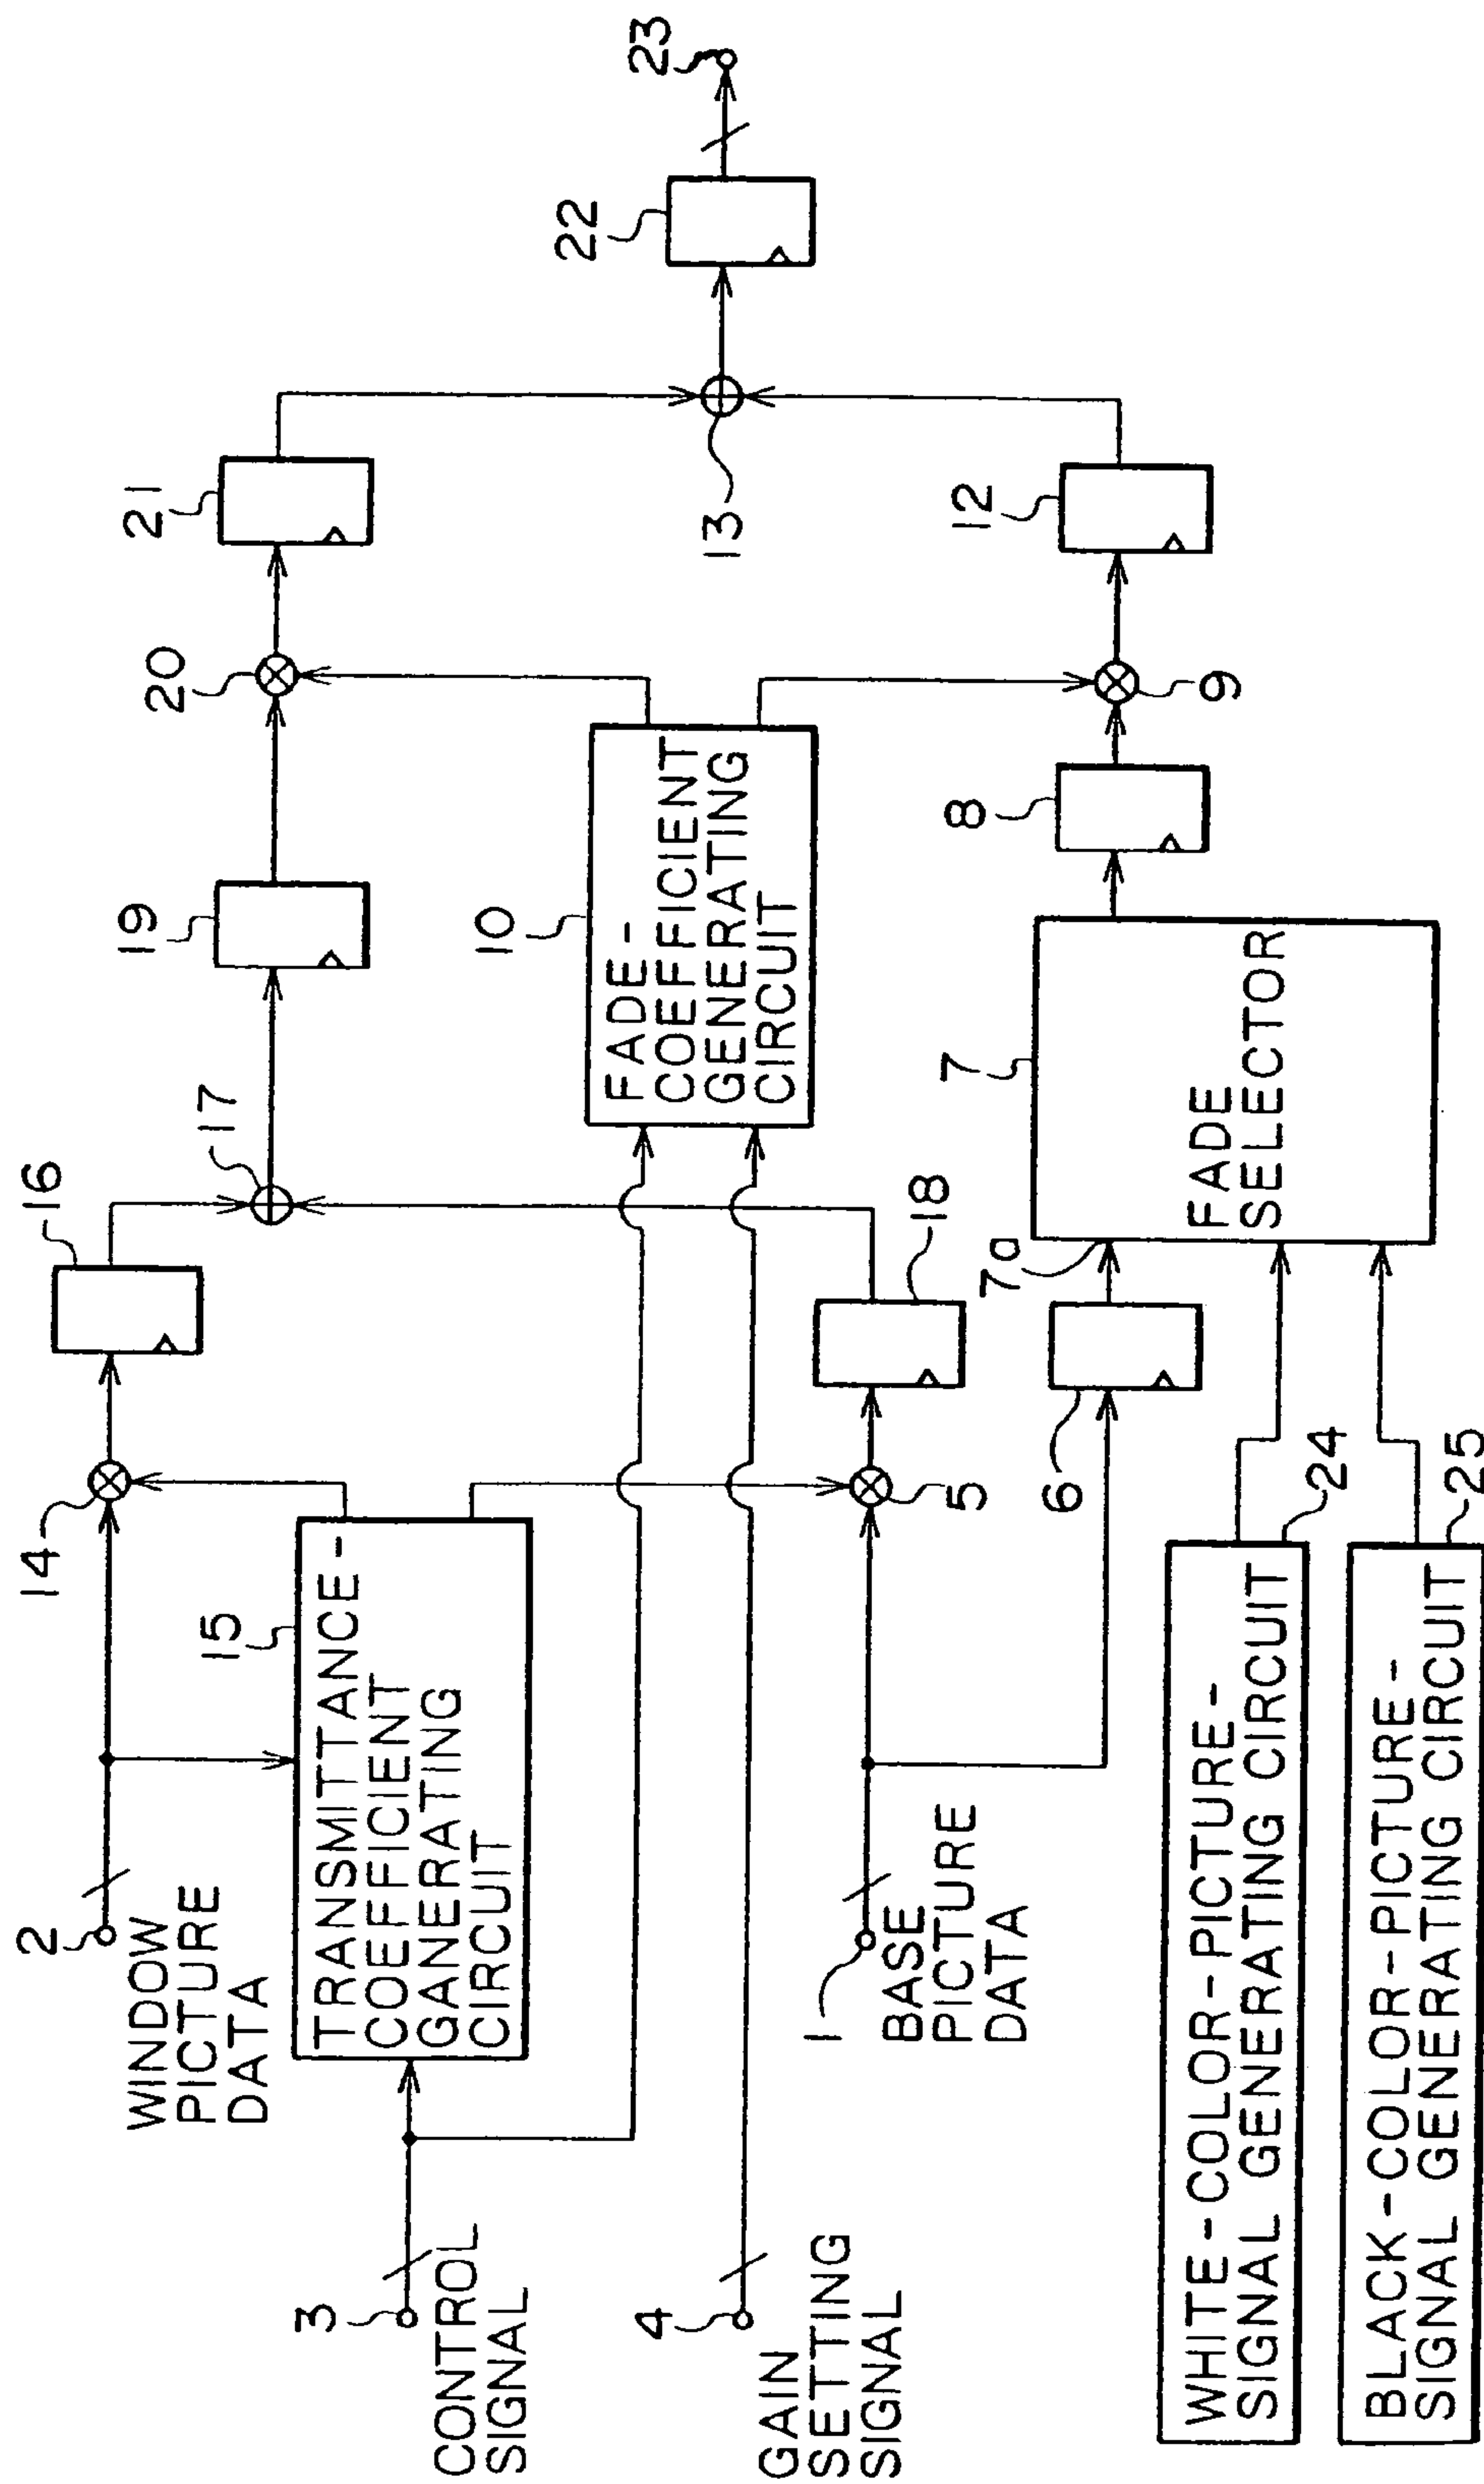 2
WINDOW
PICTURE
DATA
14
16
17
19
20
21
15
TRANSMITTANCE-
COEFFICIENT
GANERATING
CIRCUIT
3
CONTROL
SIGNAL
10
FADE-
COEFFICIENT
GENERATING
CIRCUIT
13
22
23
4
GAIN
SETTING
SIGNAL
1
BASE
PICTURE
DATA
5
18
6
7a
7
FADE
SELECTOR
8
9
12
WHITE-COLOR-PICTURE-
SIGNAL GENERATING CIRCUIT
24
BLACK-COLOR-PICTURE-
SIGNAL GENERATING CIRCUIT
25